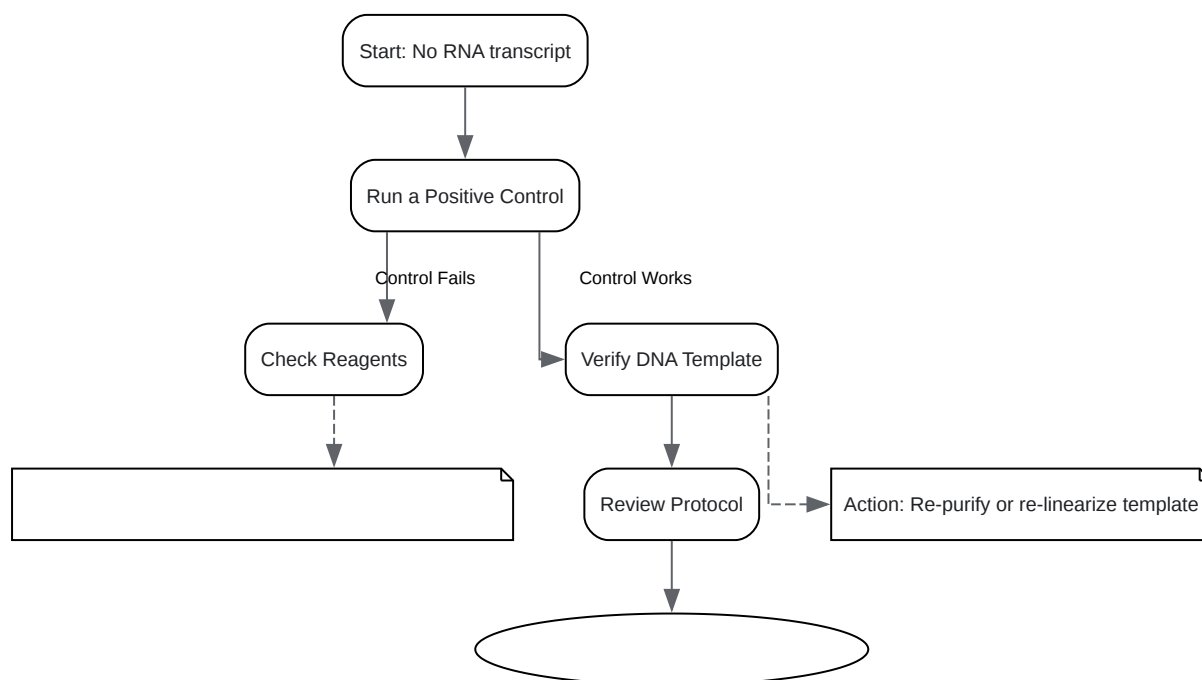 Start: No RNA transcript
Run a Positive Control
Control Fails
Control Works
Check Reagents
Verify DNA Template
Review Protocol
Action: Re-purify or re-linearize template